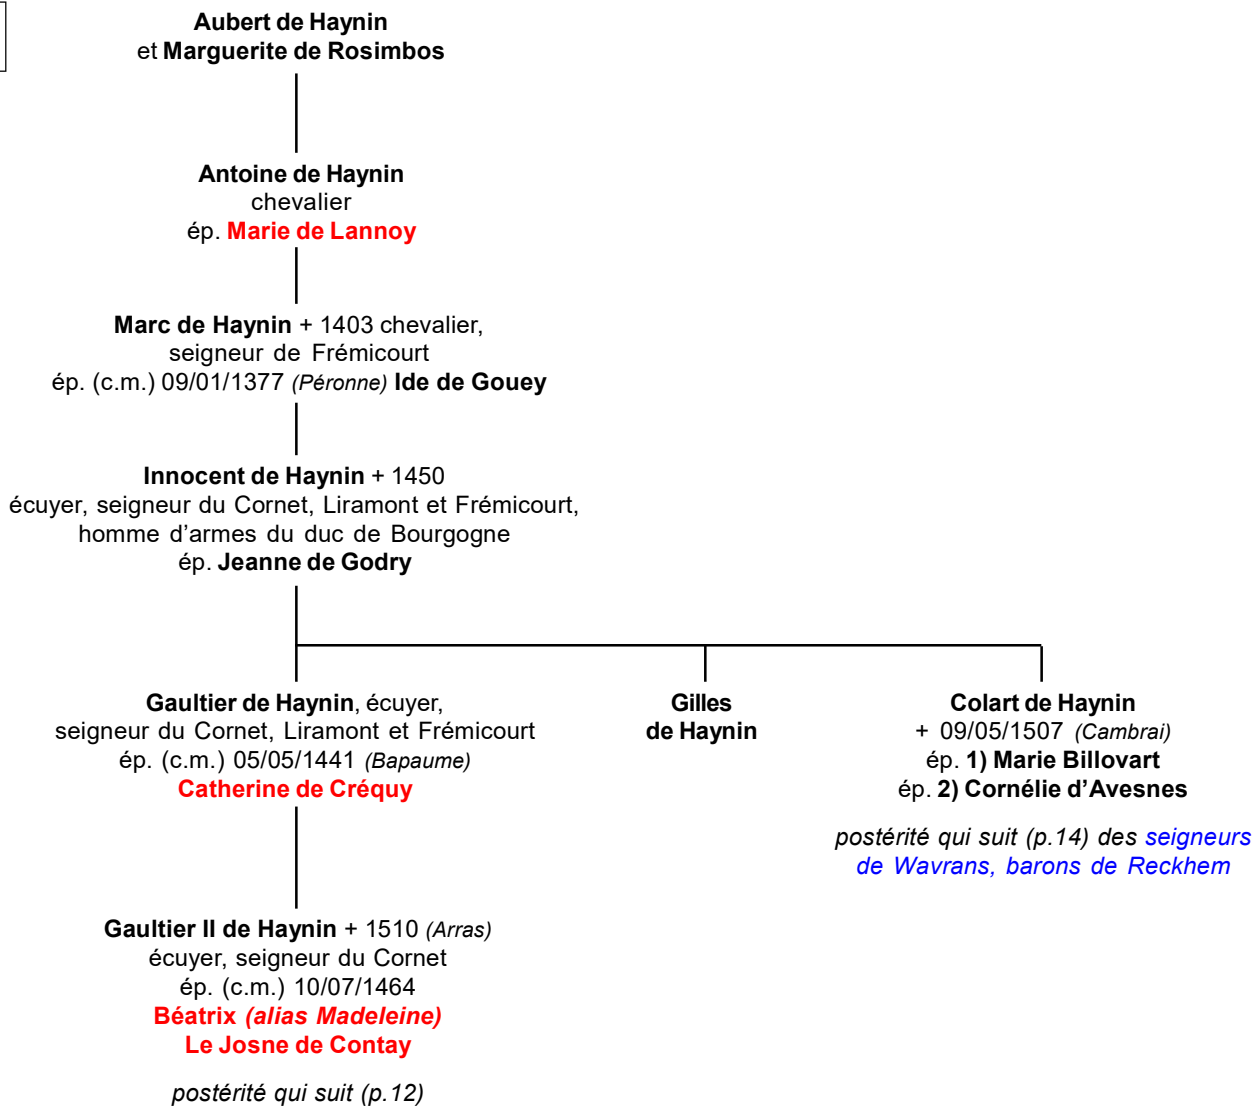 Aubert de Haynin
et Marguerite de Rosimbos
Antoine de Haynin
chevalier
ép. Marie de Lannoy
Marc de Haynin + 1403 chevalier,
seigneur de Frémicourt
ép. (c.m.) 09/01/1377 (Péronne) Ide de Gouey
Innocent de Haynin + 1450
écuyer, seigneur du Cornet, Liramont et Frémicourt,
homme d'armes du duc de Bourgogne
ép. Jeanne de Godry
Gaultier de Haynin, écuyer,
seigneur du Cornet, Liramont et Frémicourt
ép. (c.m.) 05/05/1441 (Bapaume)
Catherine de Créquy
Gilles
de Haynin
Colart de Haynin
+ 09/05/1507 (Cambrai)
ép. 1) Marie Billovart
ép. 2) Cornélie d'Avesnes
postérité qui suit (p.14) des seigneurs
de Wavrans, barons de Reckhem
Gaultier II de Haynin + 1510 (Arras)
écuyer, seigneur du Cornet
ép. (c.m.) 10/07/1464
Béatrix (alias Madeleine)
Le Josne de Contay
postérité qui suit (p.12)